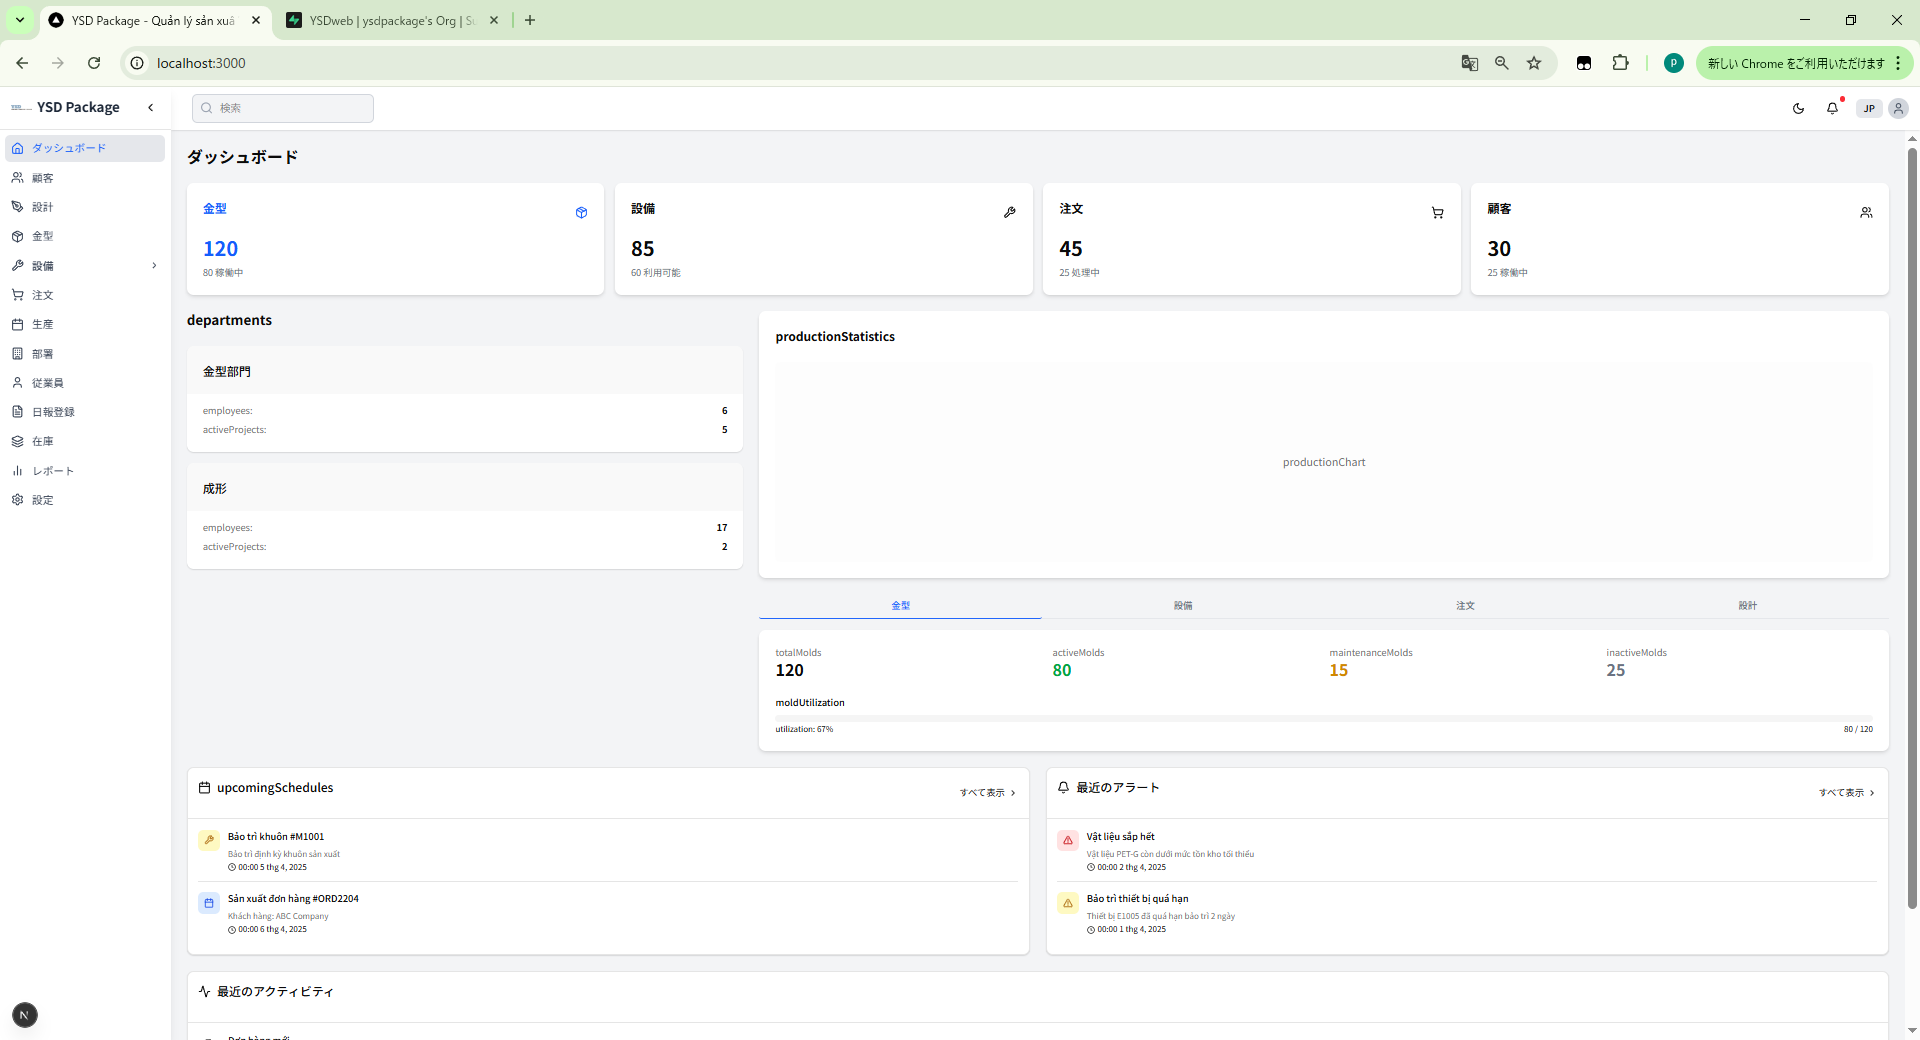 YSD Package - Quản lý sản xuấ
YSDweb | ysdpackage's Org | Su
localhost:3000
新しい Chrome をご利用いただけます
YSD Package
検索
JP
ダッシュボード
顧客
設計
金型
設備
注文
生産
部署
従業員
日報登録
在庫
レポート
設定
ダッシュボード
金型
120
80 稼働中
設備
85
60 利用可能
注文
45
25 処理中
顧客
30
25 稼働中
departments
金型部門
employees: 6
activeProjects: 5
成形
employees: 17
activeProjects: 2
productionStatistics
productionChart
金型 設備 注文 設計
totalMolds activeMolds maintenanceMolds inactiveMolds
120 80 15 25
moldUtilization
utilization: 67% 80 / 120
upcomingSchedules
すべて表示
Bảo trì khuôn #M1001
Bảo trì định kỳ khuôn sản xuất
00:00 5 thg 4, 2025
Sản xuất đơn hàng #ORD2204
Khách hàng: ABC Company
00:00 6 thg 4, 2025
最近のアラート
すべて表示
Vật liệu sắp hết
Vật liệu PET-G còn dưới mức tồn kho tối thiểu
00:00 2 thg 4, 2025
Bảo trì thiết bị quá hạn
Thiết bị E1005 đã quá hạn bảo trì 2 ngày
00:00 1 thg 4, 2025
最近のアクティビティ
Đơn hàng mới
N
P